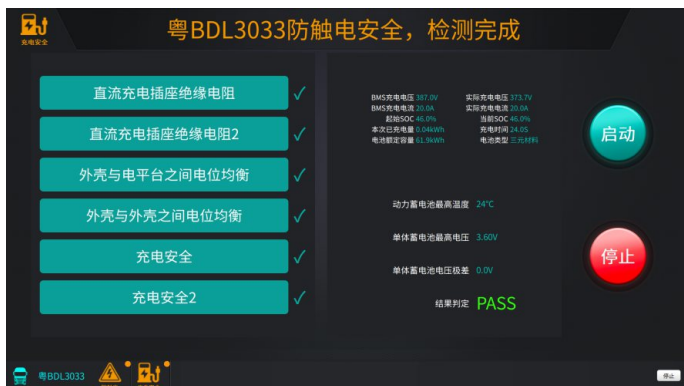 充电安全
粤BDL3033防触电安全，检测完成
直流充电插座绝缘电阻
直流充电插座绝缘电阻2
外壳与电平台之间电位均衡
外壳与外壳之间电位均衡
充电安全
充电安全2
BMS充电电压 387.0V 实际充电电压 373.7V
BMS充电电流 20.0A 实际充电电流 20.0A
起始SOC 46.0% 当前SOC 46.0%
本次已充电量 0.04kWh 充电时间 24.0S
电池额定容量 61.9kWh 电池类型 三元材料
动力蓄电池最高温度 24℃
单体蓄电池最高电压 3.60V
单体蓄电池电压极差 0.0V
结果判定 PASS
启动
停止
粤BDL3033
停止